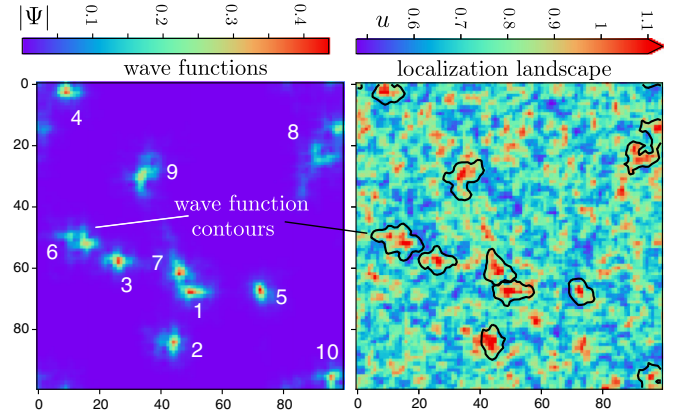 |Ψ| 0.1 0.2 0.3 0.4
u 0.6 0.7 0.8 0.9 1 1.1
wave functions
localization landscape
0
20
40
60
80
4
8
9
wave function
contours
6
7
3
1
5
2
10
0 20 40 60 80
0 20 40 60 80